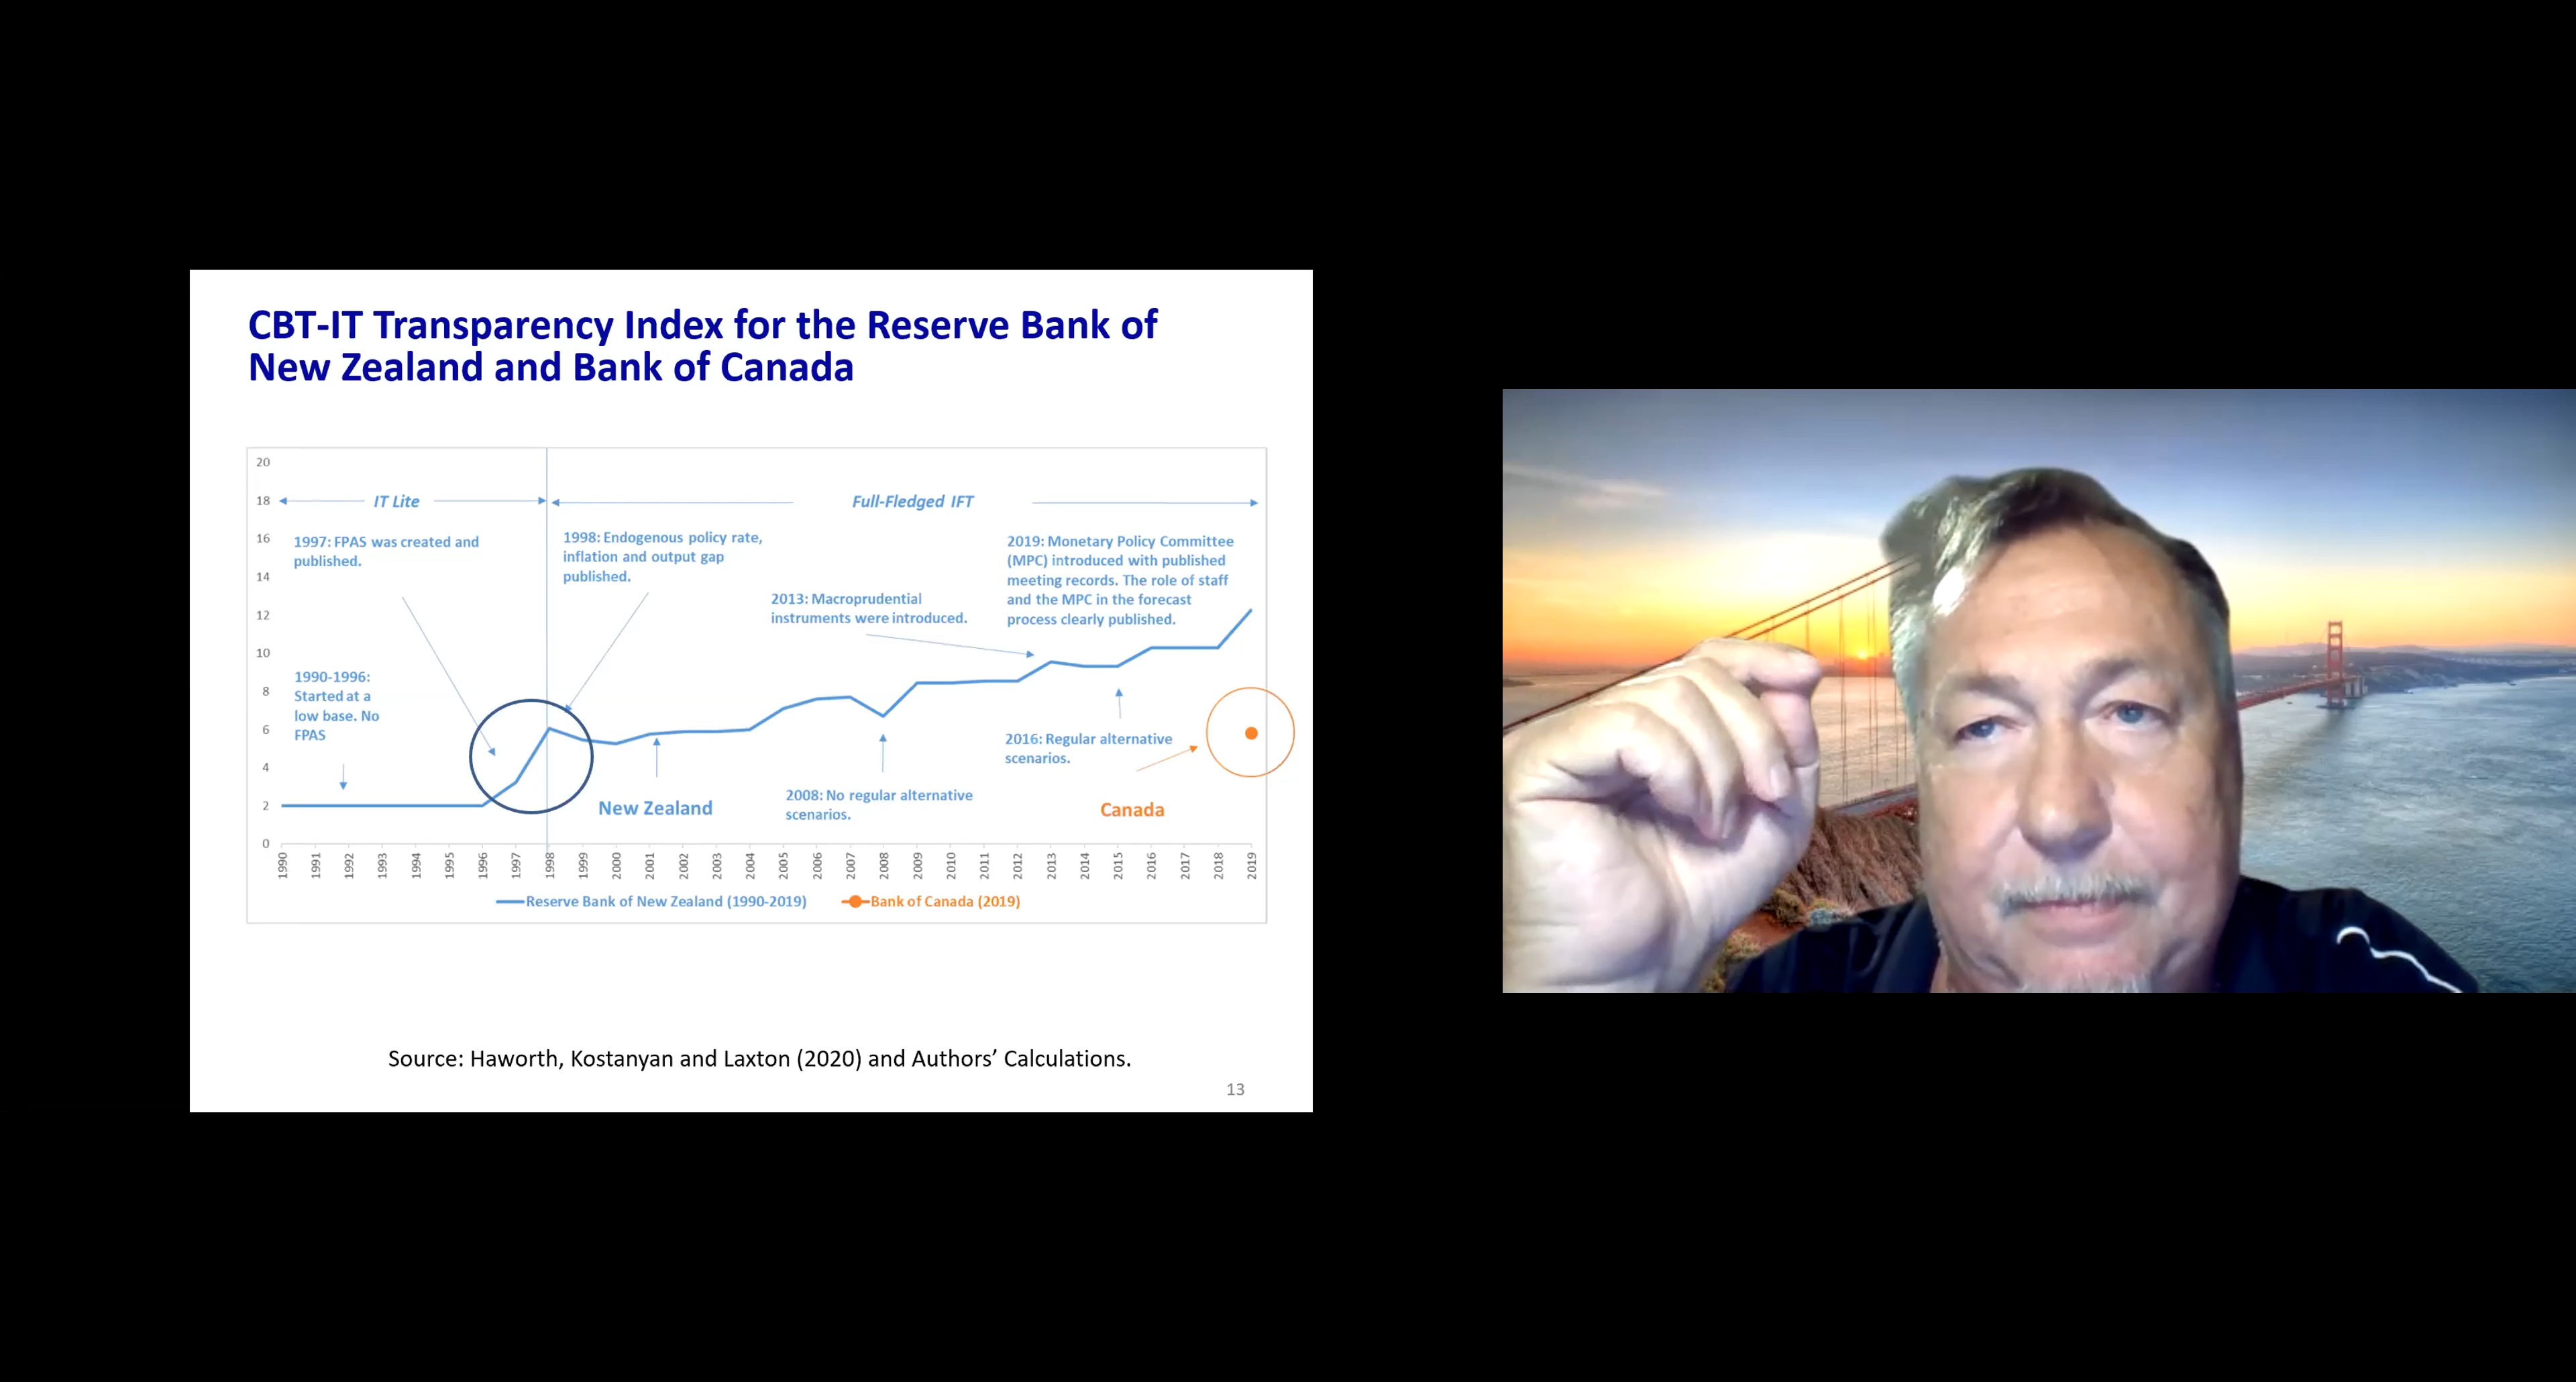 CBT-IT Transparency Index for the Reserve Bank of
New Zealand and Bank of Canada
20
18
16
14
12
10
8
6
4
2
0
IT Lite
Full-Fledged IFT
1997: FPAS was created and
published.
1998: Endogenous policy rate,
inflation and output gap
published.
2019: Monetary Policy Committee
(MPC) introduced with published
meeting records. The role of staff
and the MPC in the forecast
process clearly published.
2013: Macroprudential
instruments were introduced.
1990-1996:
Started at a
low base. No
FPAS
2016: Regular alternative
scenarios.
2008: No regular alternative
scenarios.
New Zealand
Canada
1990
1991
1992
1993
1994
1995
1996
1997
1998
1999
2000
2001
2002
2003
2004
2005
2006
2007
2008
2009
2010
2011
2012
2013
2014
2015
2016
2017
2018
2019
Reserve Bank of New Zealand (1990-2019)
Bank of Canada (2019)
Source: Haworth, Kostanyan and Laxton (2020) and Authors’ Calculations.
13